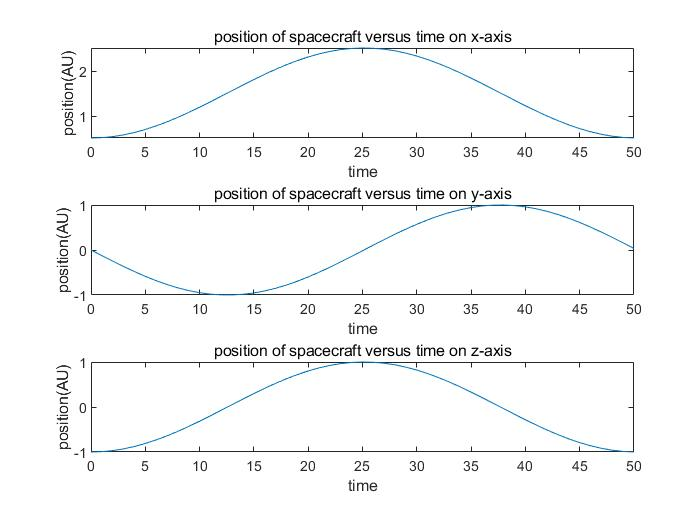 position of spacecraft versus time on x-axis
position(AU)
2
1
0 5 10 15 20 25 30 35 40 45 50
time
position of spacecraft versus time on y-axis
position(AU)
1
0
-1
0 5 10 15 20 25 30 35 40 45 50
time
position of spacecraft versus time on z-axis
position(AU)
1
0
-1
0 5 10 15 20 25 30 35 40 45 50
time